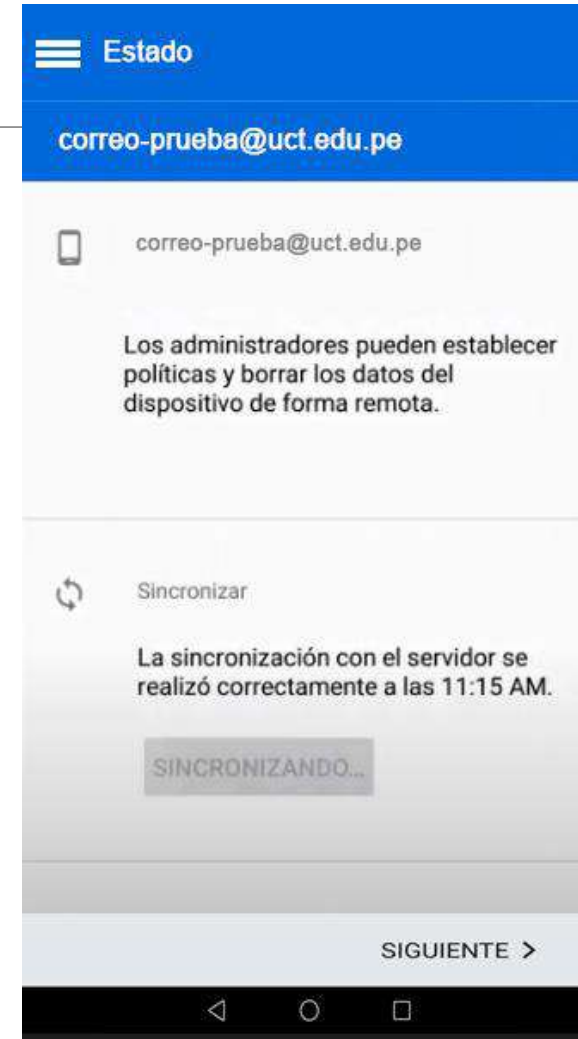 Estado
correo-prueba@uct.edu.pe
correo-prueba@uct.edu.pe
Los administradores pueden establecer
políticas y borrar los datos del
dispositivo de forma remota.
Sincronizar
La sincronización con el servidor se
realizó correctamente a las 11:15 AM.
SINCRONIZANDO...
SIGUIENTE >